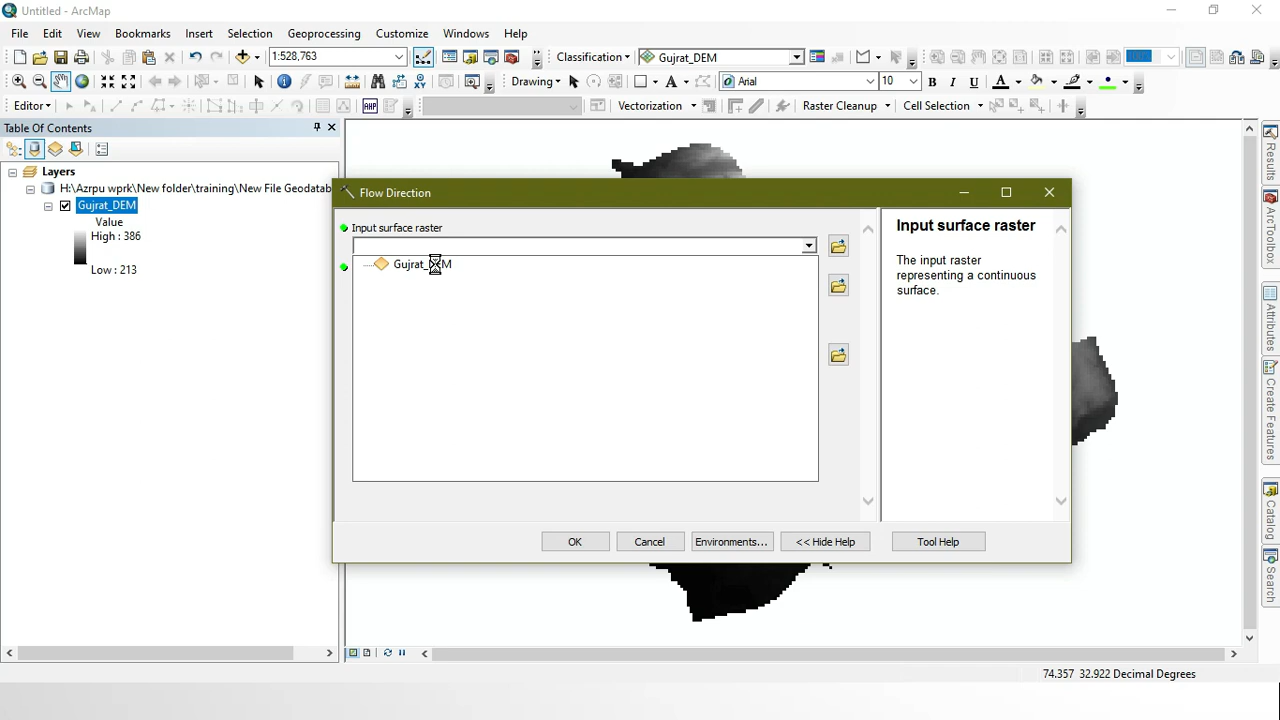 Untitled - ArcMap
File Edit View Bookmarks Insert Selection Geoprocessing Customize Windows Help
1:528,763 Classification Gujrat_DEM
Drawing Arial 10 B I U A
Editor AHP Vectorization Raster Cleanup Cell Selection
Table Of Contents
Layers
H:\Azrpu wprk\New folder\training\New File Geodatab
Gujrat_DEM
Value
High : 386
Low : 213
Flow Direction
Input surface raster
Gujrat_DEM
Input surface raster
The input raster
representing a continuous
surface.
OK Cancel Environments... << Hide Help Tool Help
Results
ArcToolbox
Attributes
Create Features
Catalog
Search
74.357 32.922 Decimal Degrees